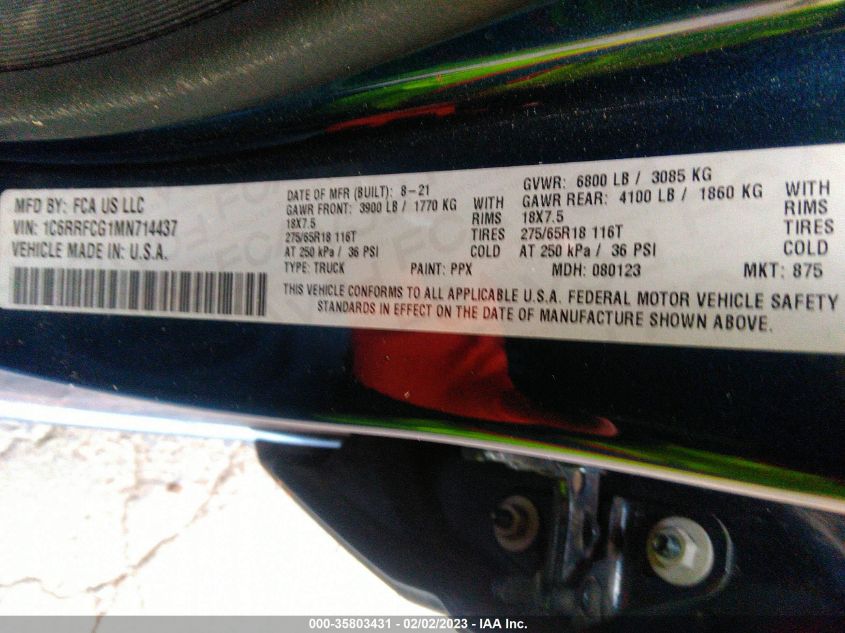 MFD BY: FCA US LLC
VIN: 1C6RRFCG1MN714437
VEHICLE MADE IN: U.S.A.
DATE OF MFR (BUILT): 8-21
GAWR FRONT: 3900 LB / 1770 KG WITH
18X7.5 RIMS
275/65R18 116T TIRES
AT 250 kPa / 36 PSI COLD
TYPE: TRUCK PAINT: PPX
GVWR: 6800 LB / 3085 KG
GAWR REAR: 4100 LB / 1860 KG WITH
18X7.5 RIMS
275/65R18 116T TIRES
AT 250 kPa / 36 PSI COLD
MDH: 080123 MKT: 875
THIS VEHICLE CONFORMS TO ALL APPLICABLE U.S.A. FEDERAL MOTOR VEHICLE SAFETY
STANDARDS IN EFFECT ON THE DATE OF MANUFACTURE SHOWN ABOVE.
000-35803431 - 02/02/2023 - IAA Inc.